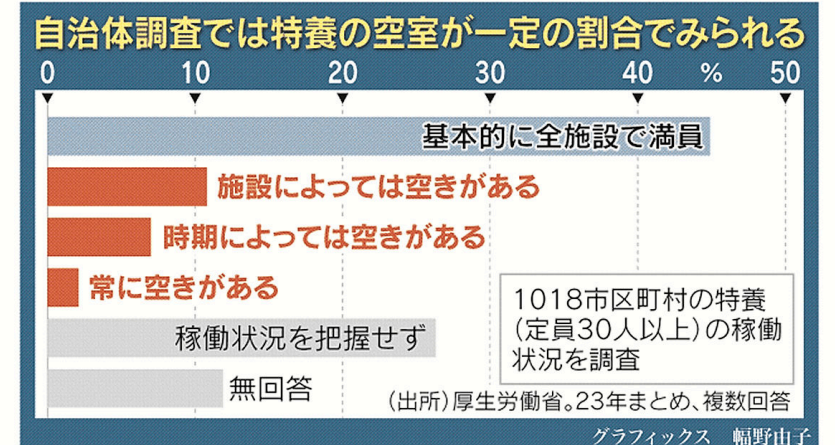 自治体調査では特養の空室が一定の割合でみられる
0 10 20 30 40 % 50
基本的に全施設で満員
施設によっては空きがある
時期によっては空きがある
常に空きがある
稼働状況を把握せず
無回答
1018市区町村の特養
(定員30人以上)の稼働
状況を調査
(出所)厚生労働省。23年まとめ、複数回答
グラフィックス 幅野由子